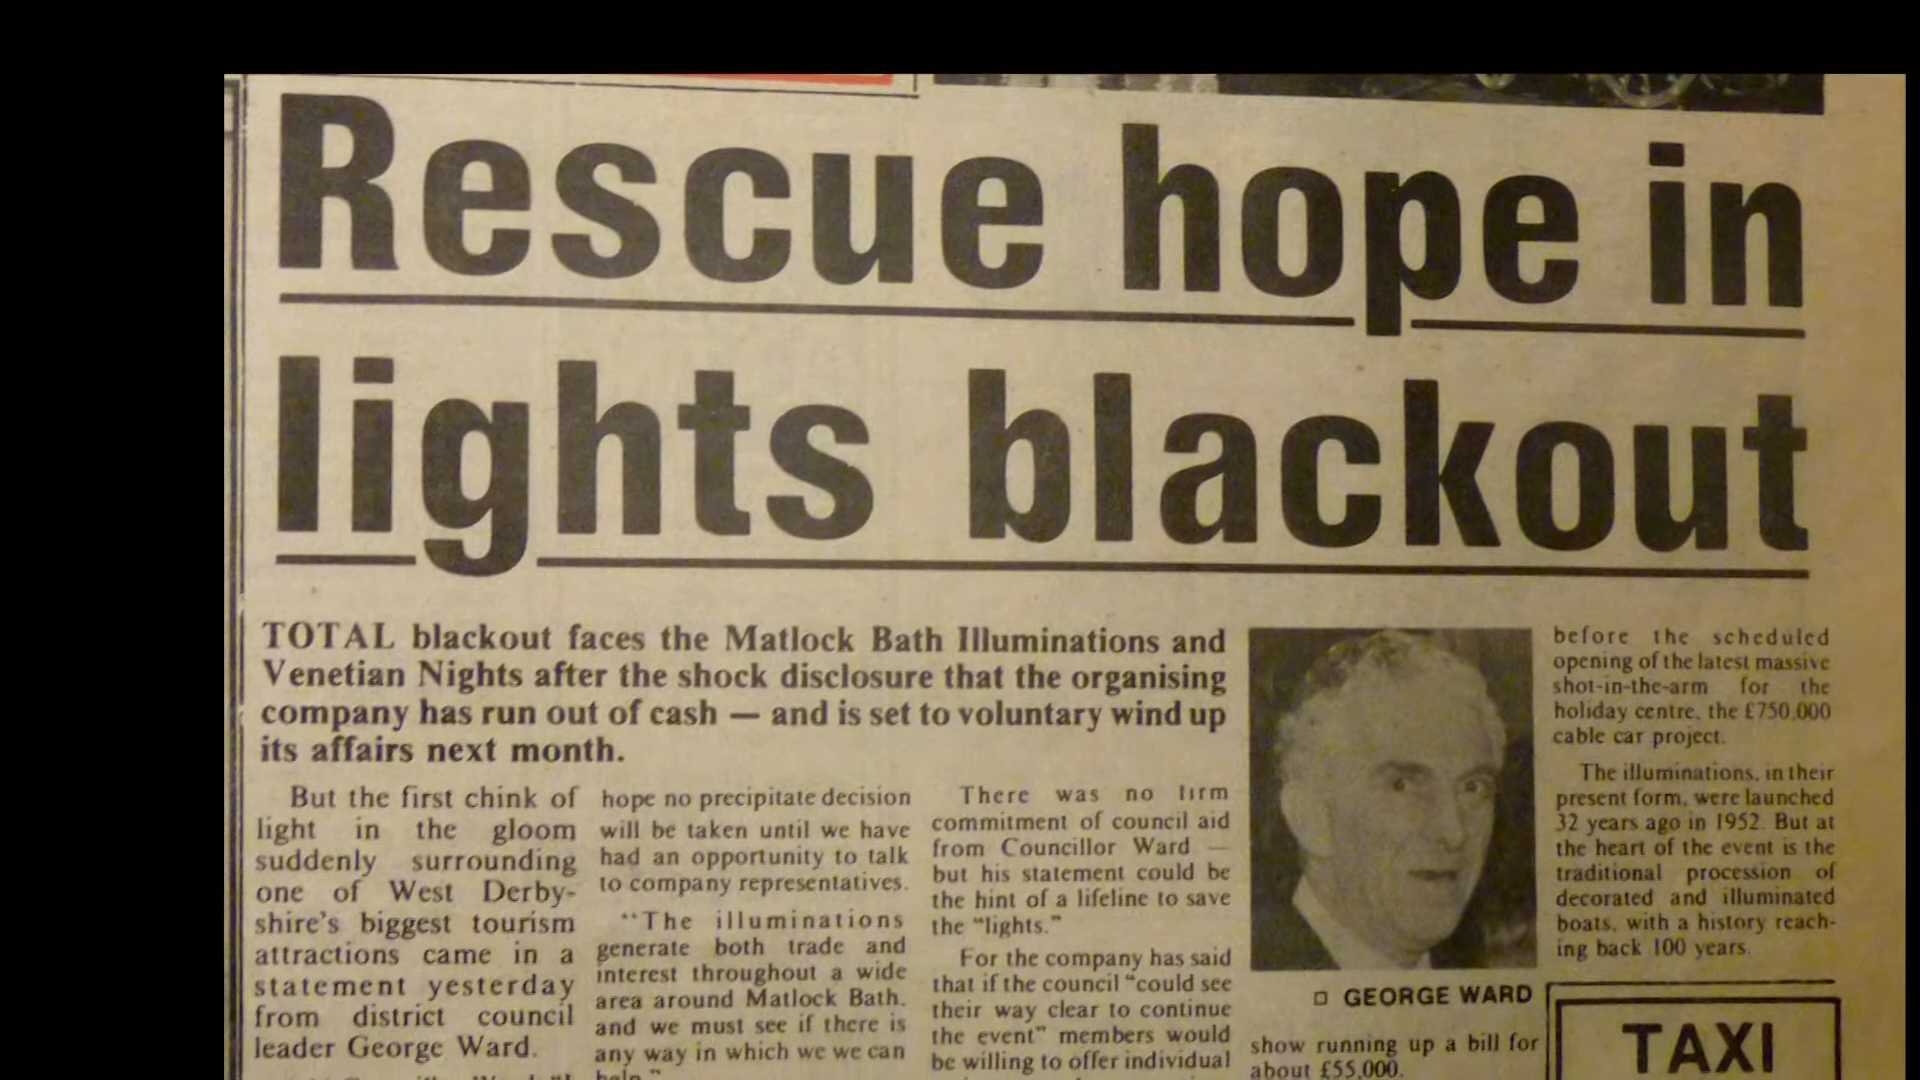 Rescue hope in
lights blackout
TOTAL blackout faces the Matlock Bath Illuminations and
Venetian Nights after the shock disclosure that the organising
company has run out of cash — and is set to voluntary wind up
its affairs next month.
But the first chink of
light in the gloom
suddenly surrounding
one of West Derby-
shire's biggest tourism
attractions came in a
statement yesterday
from district council
leader George Ward.
hope no precipitate decision
will be taken until we have
had an opportunity to talk
to company representatives.
"The illuminations
generate both trade and
interest throughout a wide
area around Matlock Bath,
and we must see if there is
any way in which we we can
help."
There was no firm
commitment of council aid
from Councillor Ward —
but his statement could be
the hint of a lifeline to save
the "lights."
For the company has said
that if the council "could see
their way clear to continue
the event" members would
be willing to offer individual
□ GEORGE WARD
show running up a bill for
about £55,000.
before the scheduled
opening of the latest massive
shot-in-the-arm for the
holiday centre, the £750,000
cable car project.
The illuminations, in their
present form, were launched
32 years ago in 1952. But at
the heart of the event is the
traditional procession of
decorated and illuminated
boats, with a history reach-
ing back 100 years.
TAXI